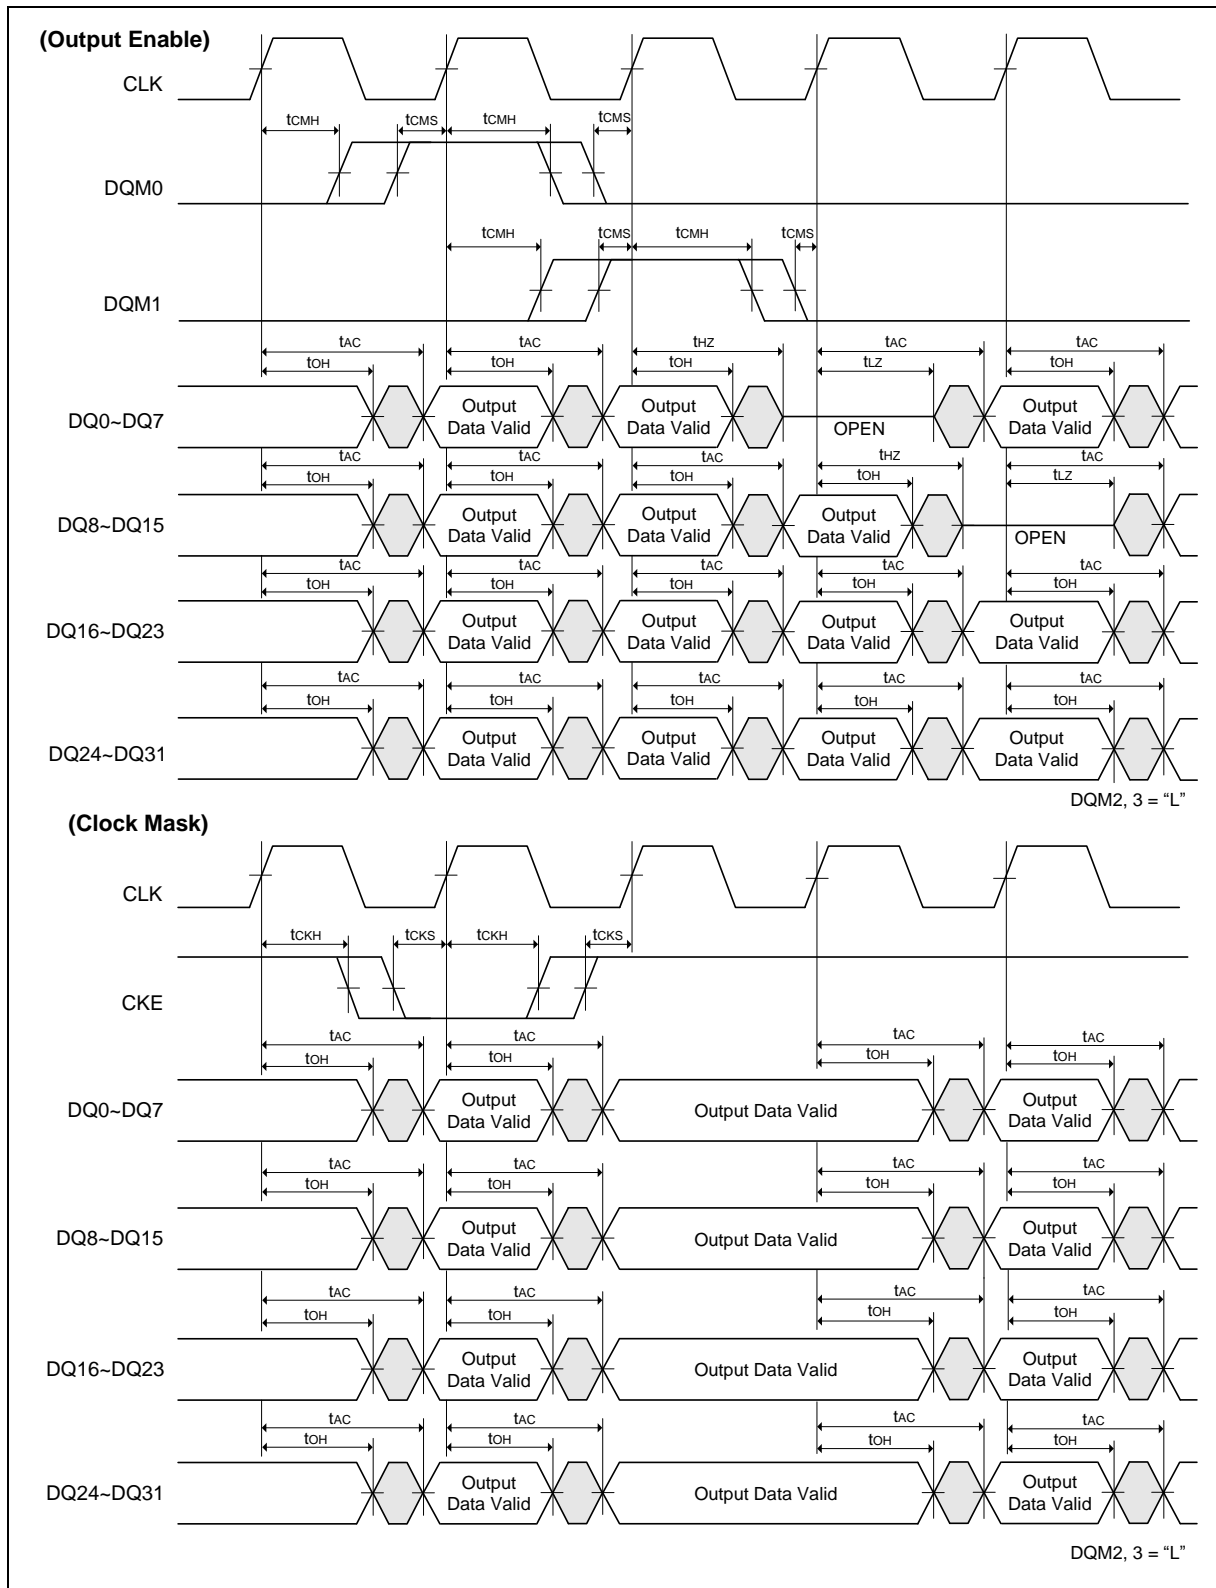 (Output Enable)
CLK
tCMH tCMS tCMH tCMS
DQM0
tCMH tCMS tCMH tCMS
DQM1
tAC tAC tHZ tAC tAC
tOH tOH tOH tLZ tOH
DQ0~DQ7
Output
Data Valid
Output
Data Valid
OPEN
Output
Data Valid
tAC tAC tAC tHZ tAC
tOH tOH tOH tOH tLZ
DQ8~DQ15
Output
Data Valid
Output
Data Valid
Output
Data Valid
OPEN
tAC tAC tAC tAC tAC
tOH tOH tOH tOH tOH
DQ16~DQ23
Output
Data Valid
Output
Data Valid
Output
Data Valid
Output
Data Valid
tAC tAC tAC tAC tAC
tOH tOH tOH tOH tOH
DQ24~DQ31
Output
Data Valid
Output
Data Valid
Output
Data Valid
Output
Data Valid
DQM2, 3 = “L”
(Clock Mask)
CLK
tCKH tCKS tCKH tCKS
CKE
tAC tAC tAC tAC
tOH tOH tOH tOH
DQ0~DQ7
Output
Data Valid
Output Data Valid
Output
Data Valid
tAC tAC tAC tAC
tOH tOH tOH tOH
DQ8~DQ15
Output
Data Valid
Output Data Valid
Output
Data Valid
tAC tAC tAC tAC
tOH tOH tOH tOH
DQ16~DQ23
Output
Data Valid
Output Data Valid
Output
Data Valid
tAC tAC tAC tAC
tOH tOH tOH tOH
DQ24~DQ31
Output
Data Valid
Output Data Valid
Output
Data Valid
DQM2, 3 = “L”